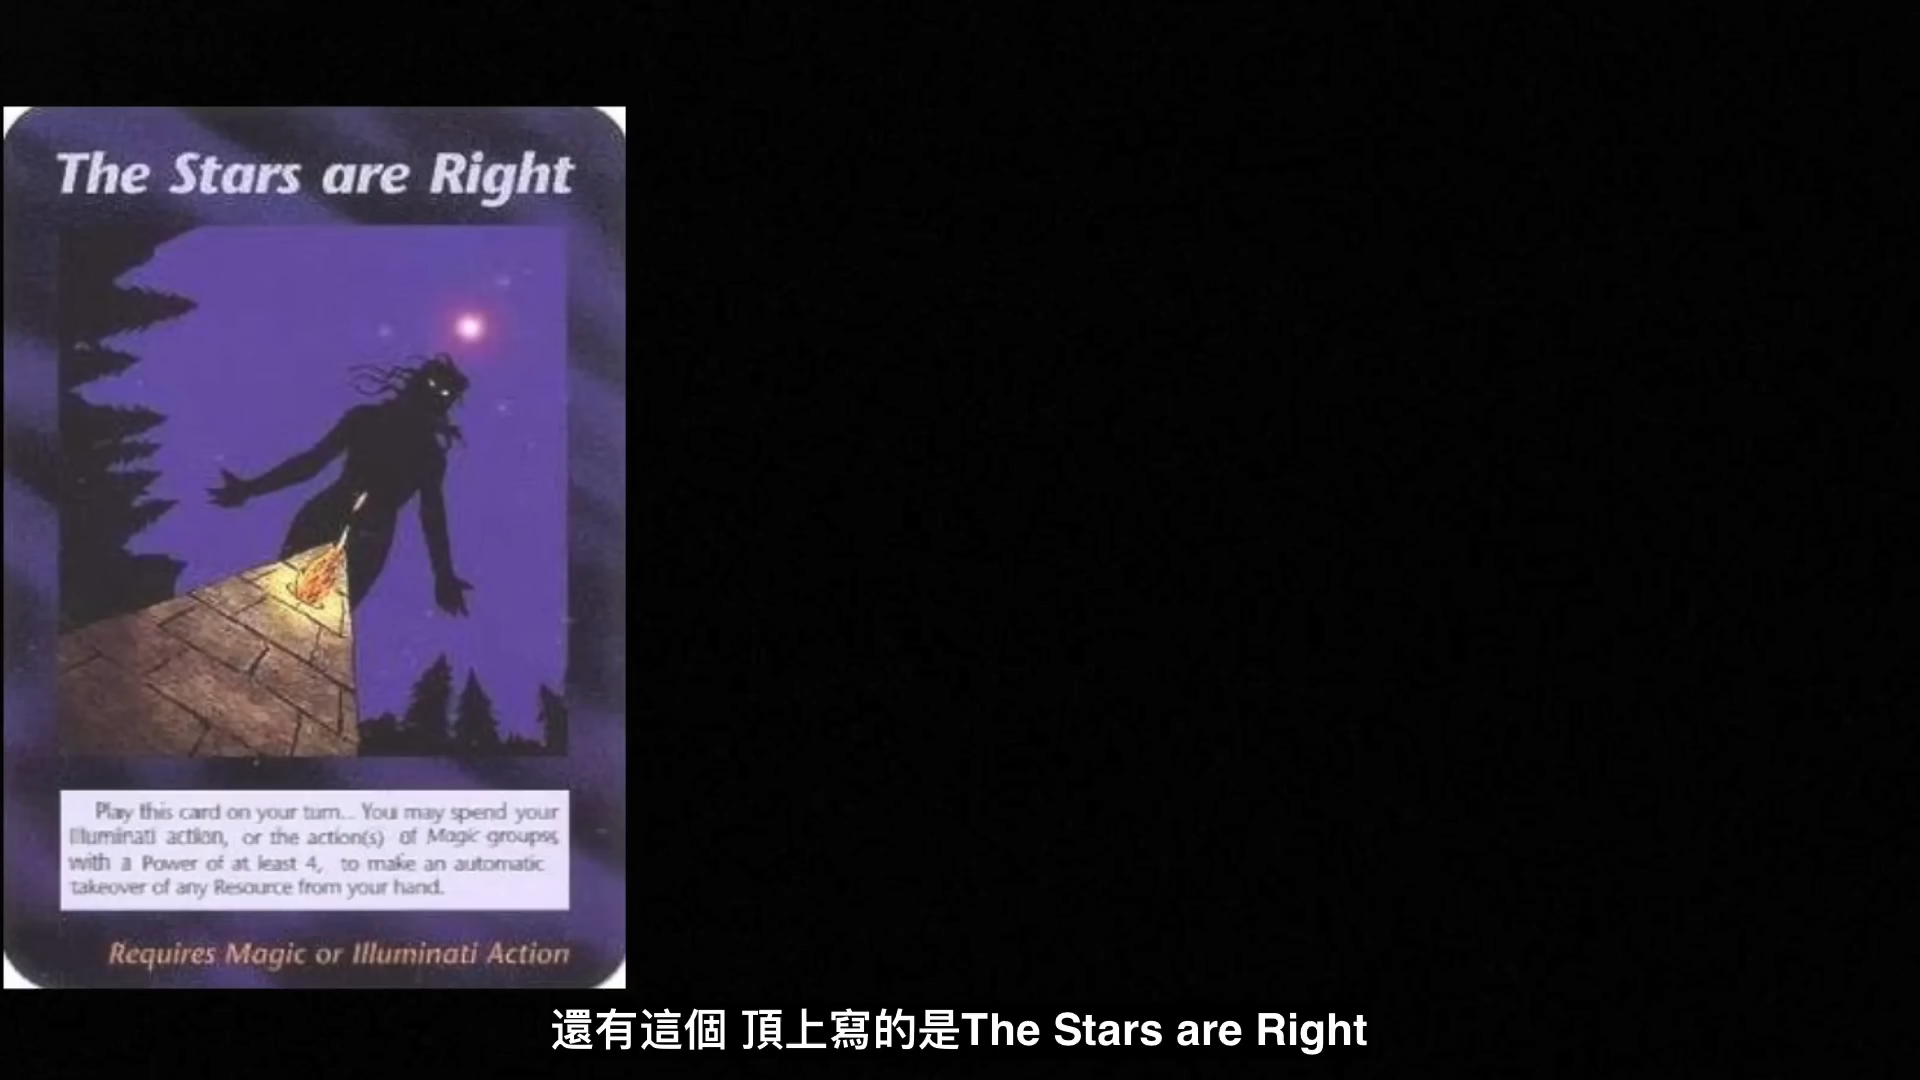 The Stars are Right
Play this card on your turn... You may spend your
Illuminati action, or the action(s) of Magic groups,
with a Power of at least 4, to make an automatic
takeover of any Resource from your hand.
Requires Magic or Illuminati Action
還有這個 頂上寫的是The Stars are Right